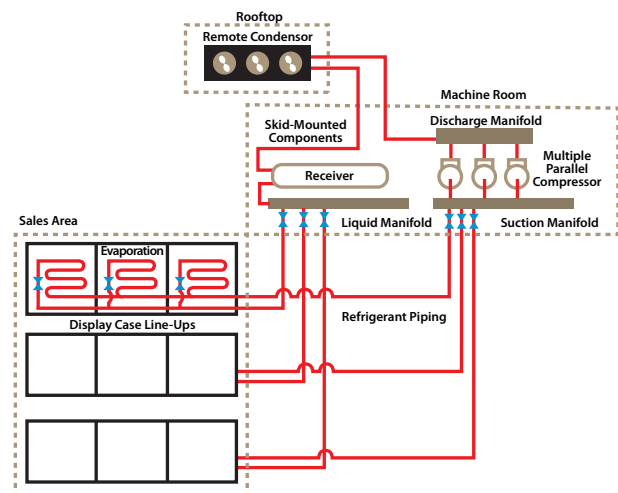 Rooftop
Remote Condensor
Machine Room
Skid-Mounted
Components
Discharge Manifold
Receiver
Multiple
Parallel
Compressor
Liquid Manifold
Suction Manifold
Sales Area
Evaporation
Refrigerant Piping
Display Case Line-Ups